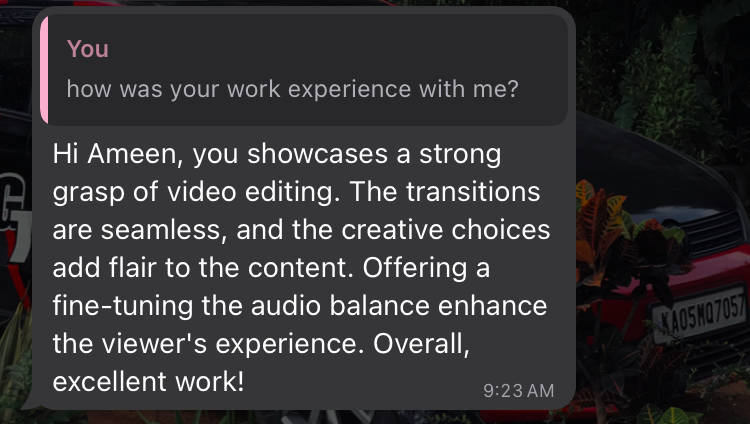 You
how was your work experience with me?
Hi Ameen, you showcases a strong
grasp of video editing. The transitions
are seamless, and the creative choices
add flair to the content. Offering a
fine-tuning the audio balance enhance
the viewer's experience. Overall,
excellent work!
9:23 AM
KA05MQ7057